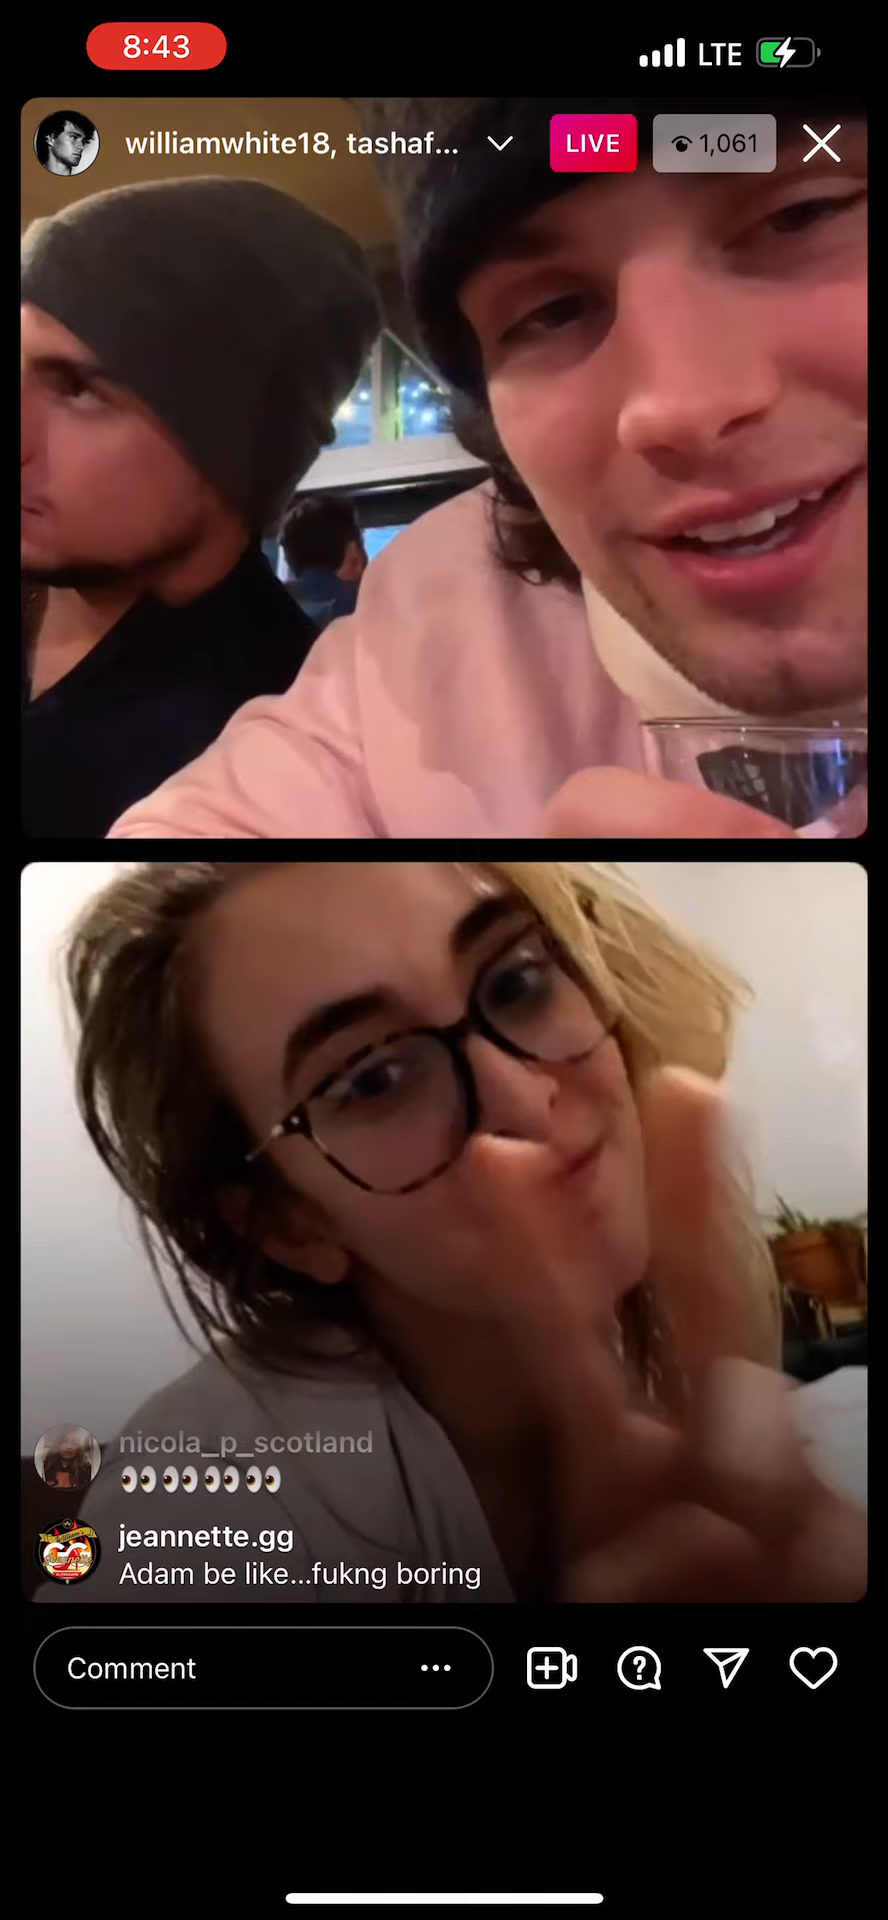 8:43
LTE
williamwhite18, tashaf...
LIVE
1,061
nicola_p_scotland
👀👀👀👀
jeannette.gg
Adam be like...fukng boring
Comment